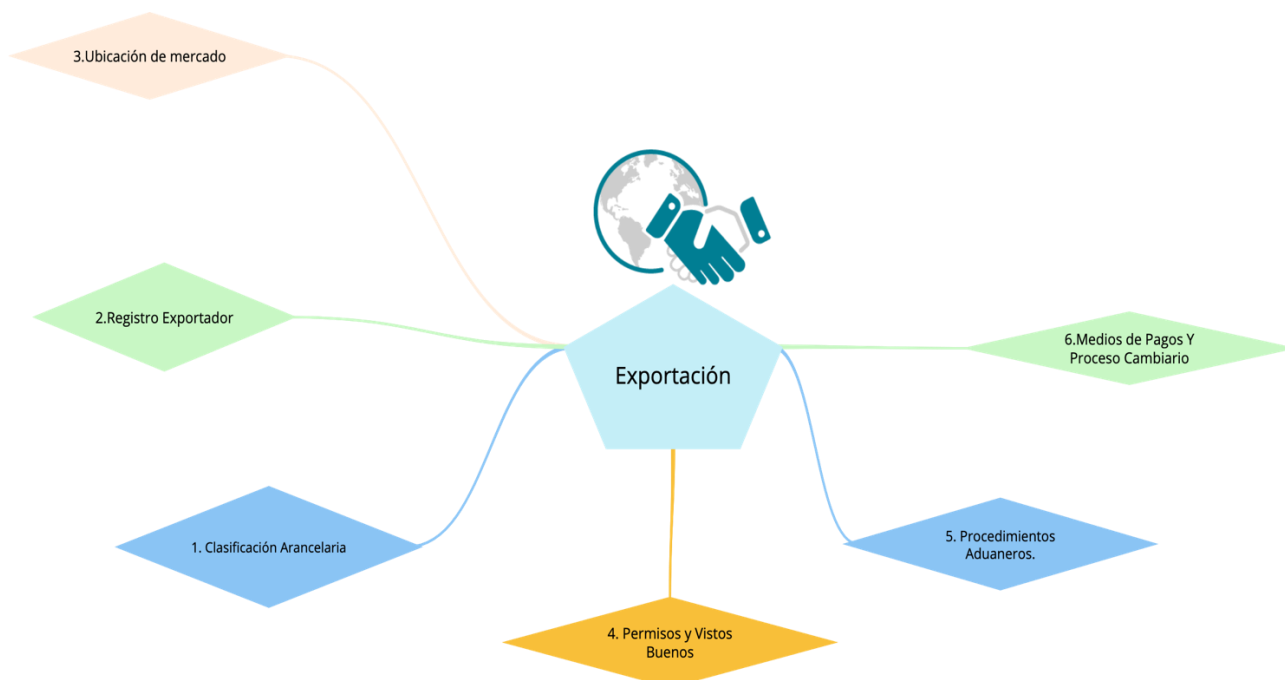 3.Ubicación de mercado
2.Registro Exportador
Exportación
6.Medios de Pagos Y
Proceso Cambiario
1. Clasificación Arancelaria
5. Procedimientos
Aduaneros.
4. Permisos y Vistos
Buenos